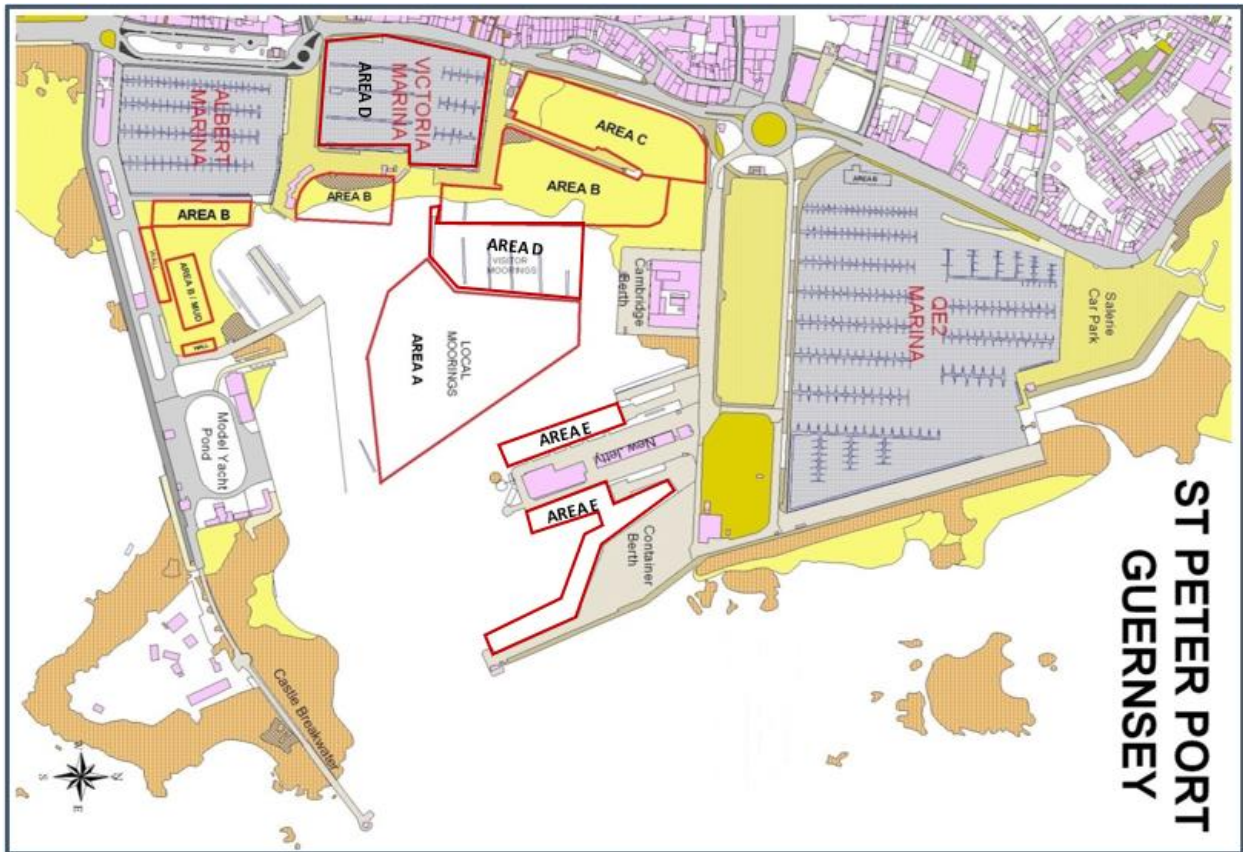 ST PETER PORT
GUERNSEY
ALBERT
MARINA
VICTORIA
MARINA
AREA D
AREA C
AREA B
AREA B
AREA B
AREA B / MUD
AREA D
VISITOR
MOORINGS
LOCAL
MOORINGS
AREA A
Cambridge
Berth
QE2
MARINA
Salerie
Car Park
AREA E
New Jetty
AREA E
Container
Berth
Model Yacht
Pond
Castle Breakwater
N
E
S